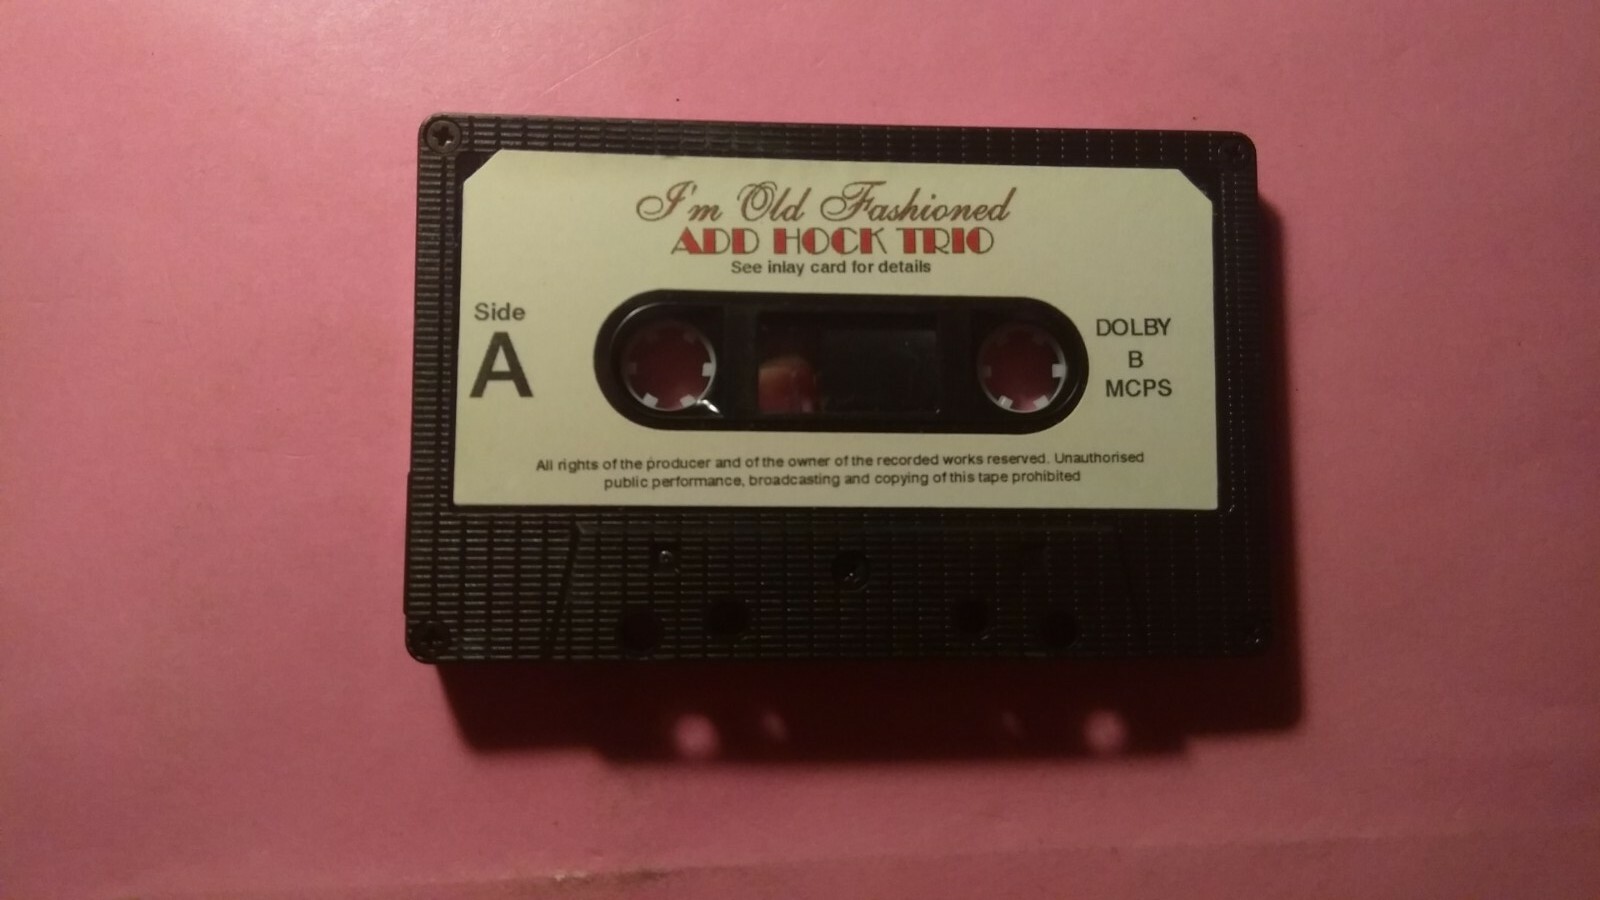 I'm Old Fashioned
ADD HOCK TRIO
See inlay card for details
Side
A
DOLBY
B
MCPS
All rights of the producer and of the owner of the recorded works reserved. Unauthorised
public performance, broadcasting and copying of this tape prohibited